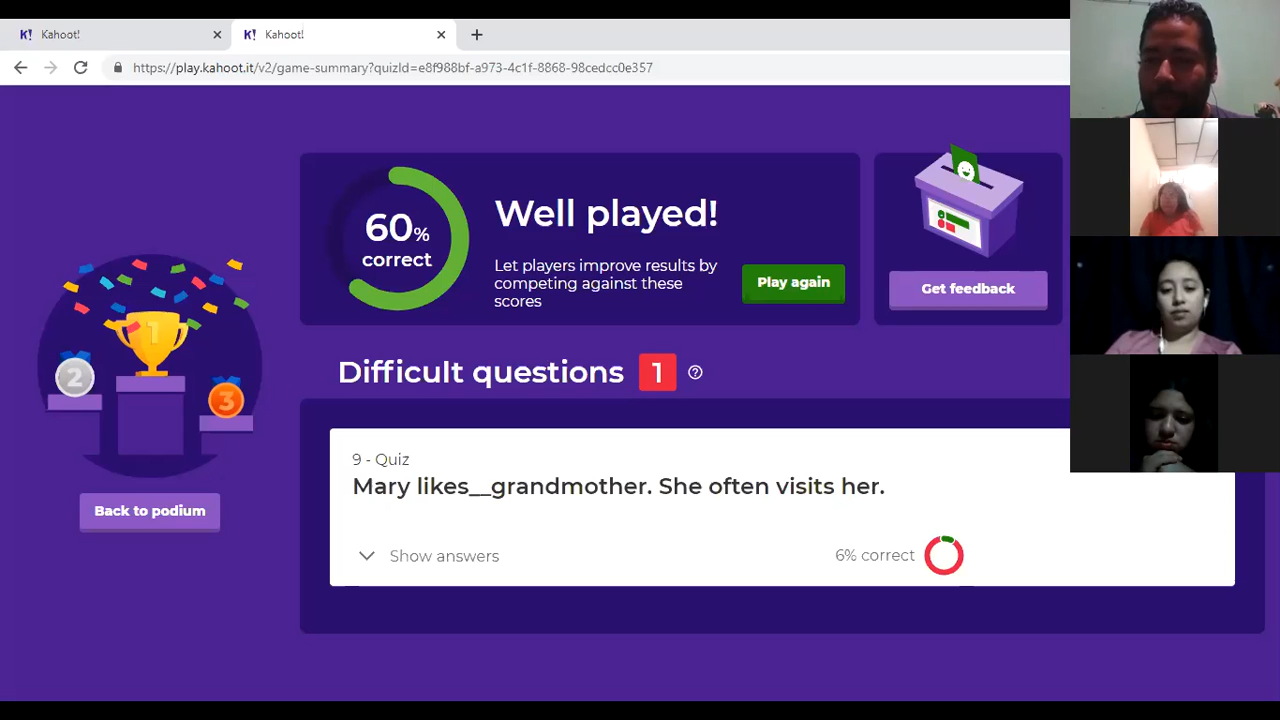 K! Kahoot!
K! Kahoot!
https://play.kahoot.it/v2/game-summary?quizId=e8f988bf-a973-4c1f-8868-98cedcc0e357
60%
correct
Well played!
Let players improve results by
competing against these
scores
Play again
Get feedback
1
2
3
Back to podium
Difficult questions 1
9 - Quiz
Mary likes__grandmother. She often visits her.
Show answers
6% correct